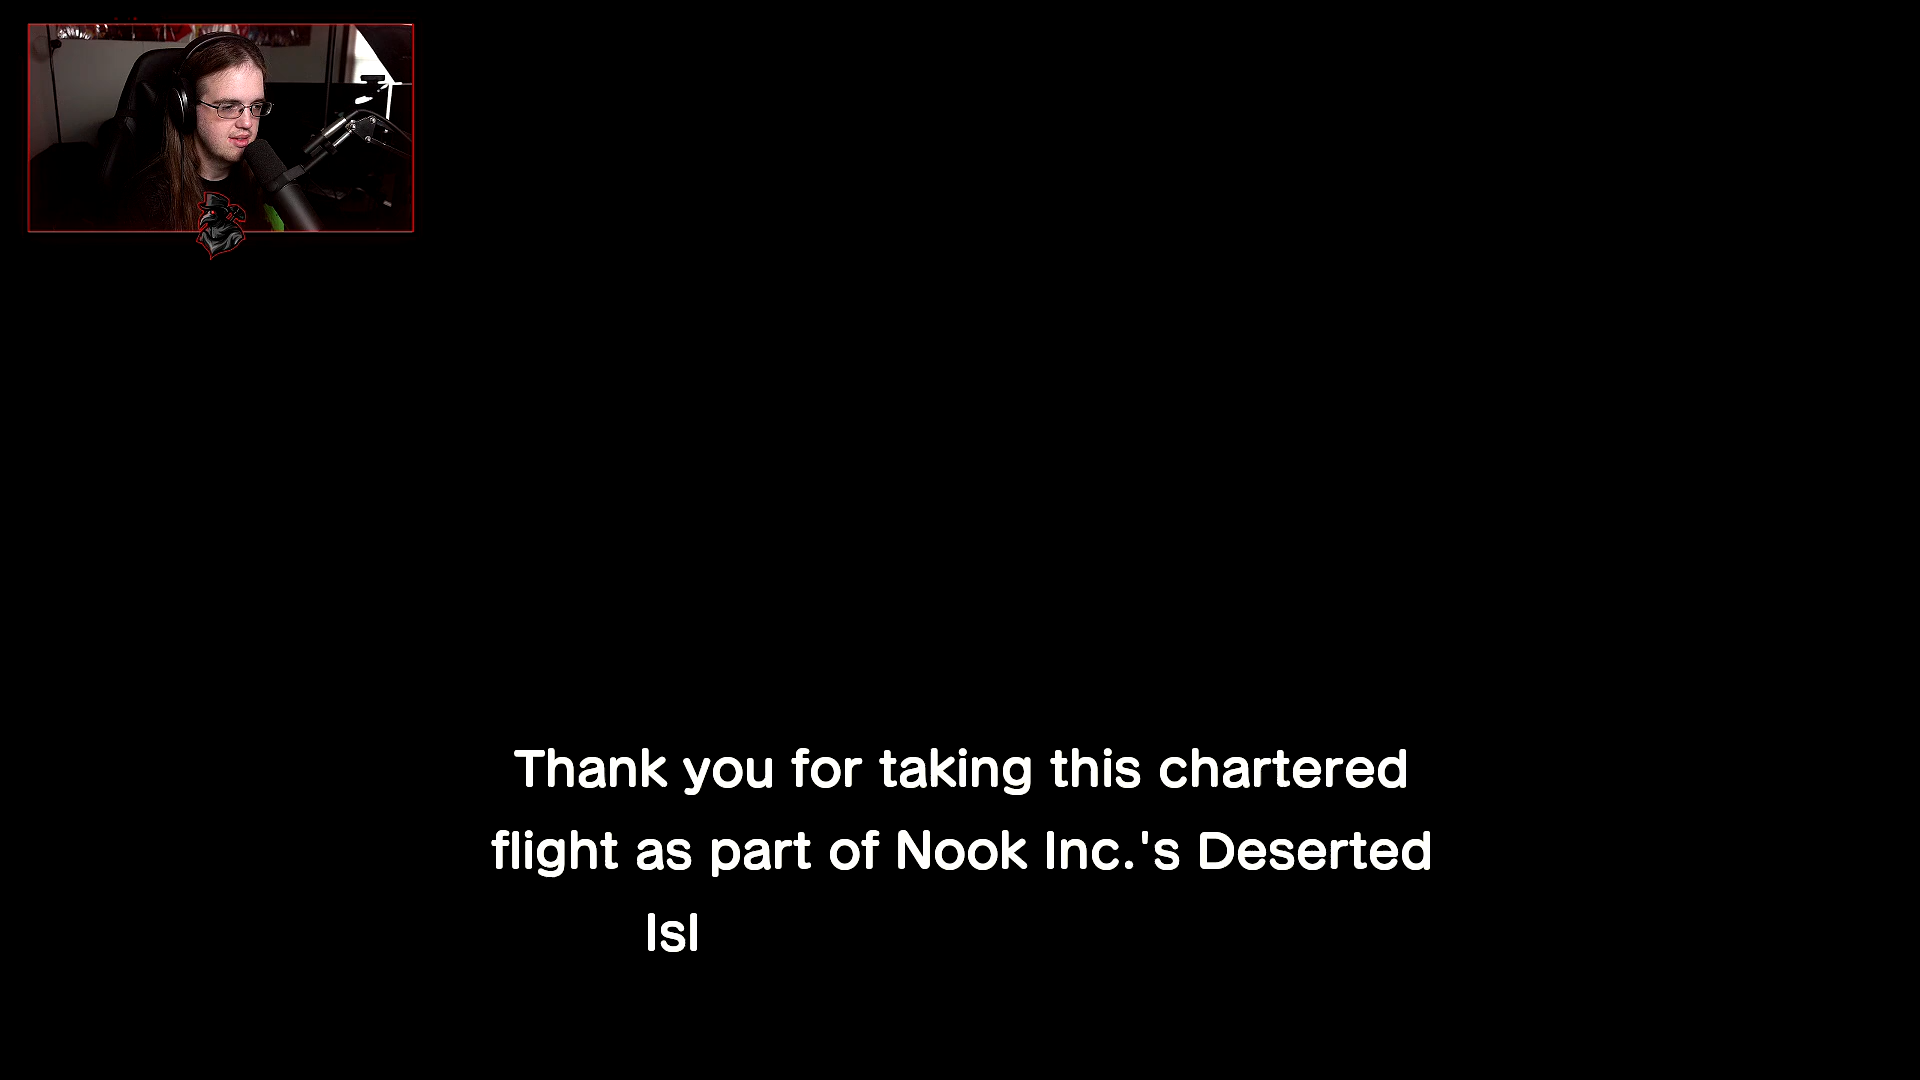 Thank you for taking this chartered
flight as part of Nook Inc.'s Deserted
Isl